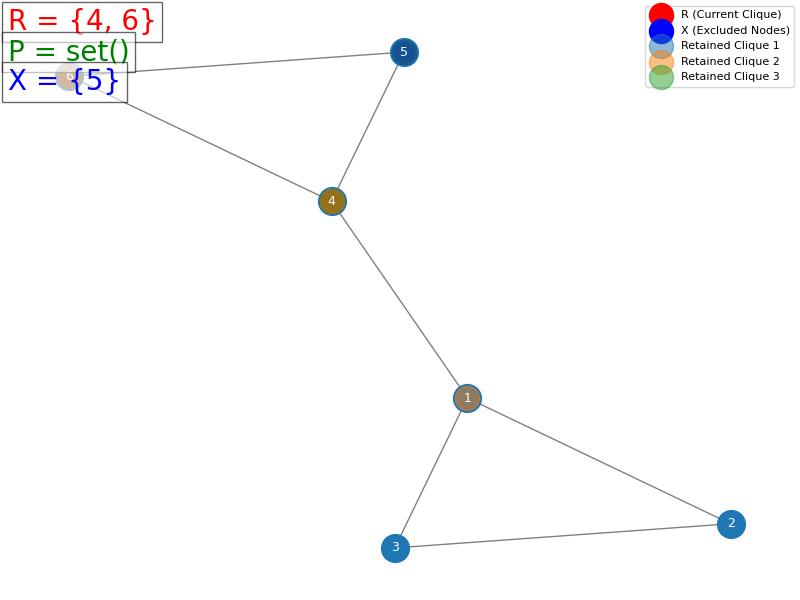 R = {4, 6}
P = set()
X = {5}
6
5
4
1
2
3
R (Current Clique)
X (Excluded Nodes)
Retained Clique 1
Retained Clique 2
Retained Clique 3